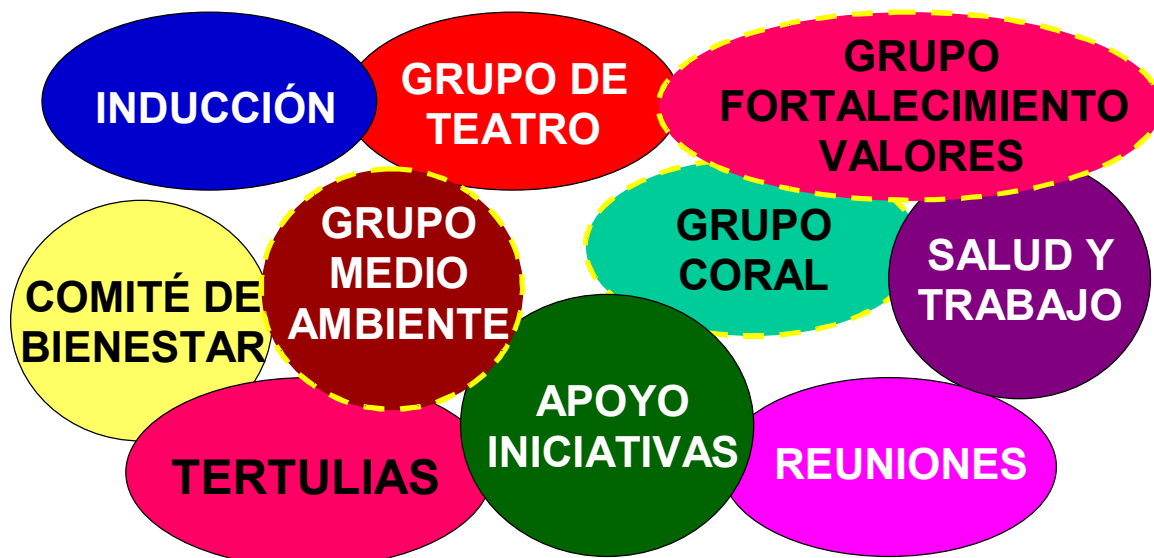 INDUCCIÓN
GRUPO DE
TEATRO
GRUPO
FORTALECIMIENTO
VALORES
COMITÉ DE
BIENESTAR
GRUPO
MEDIO
AMBIENTE
GRUPO
CORAL
SALUD Y
TRABAJO
TERTULIAS
APOYO
INICIATIVAS
REUNIONES